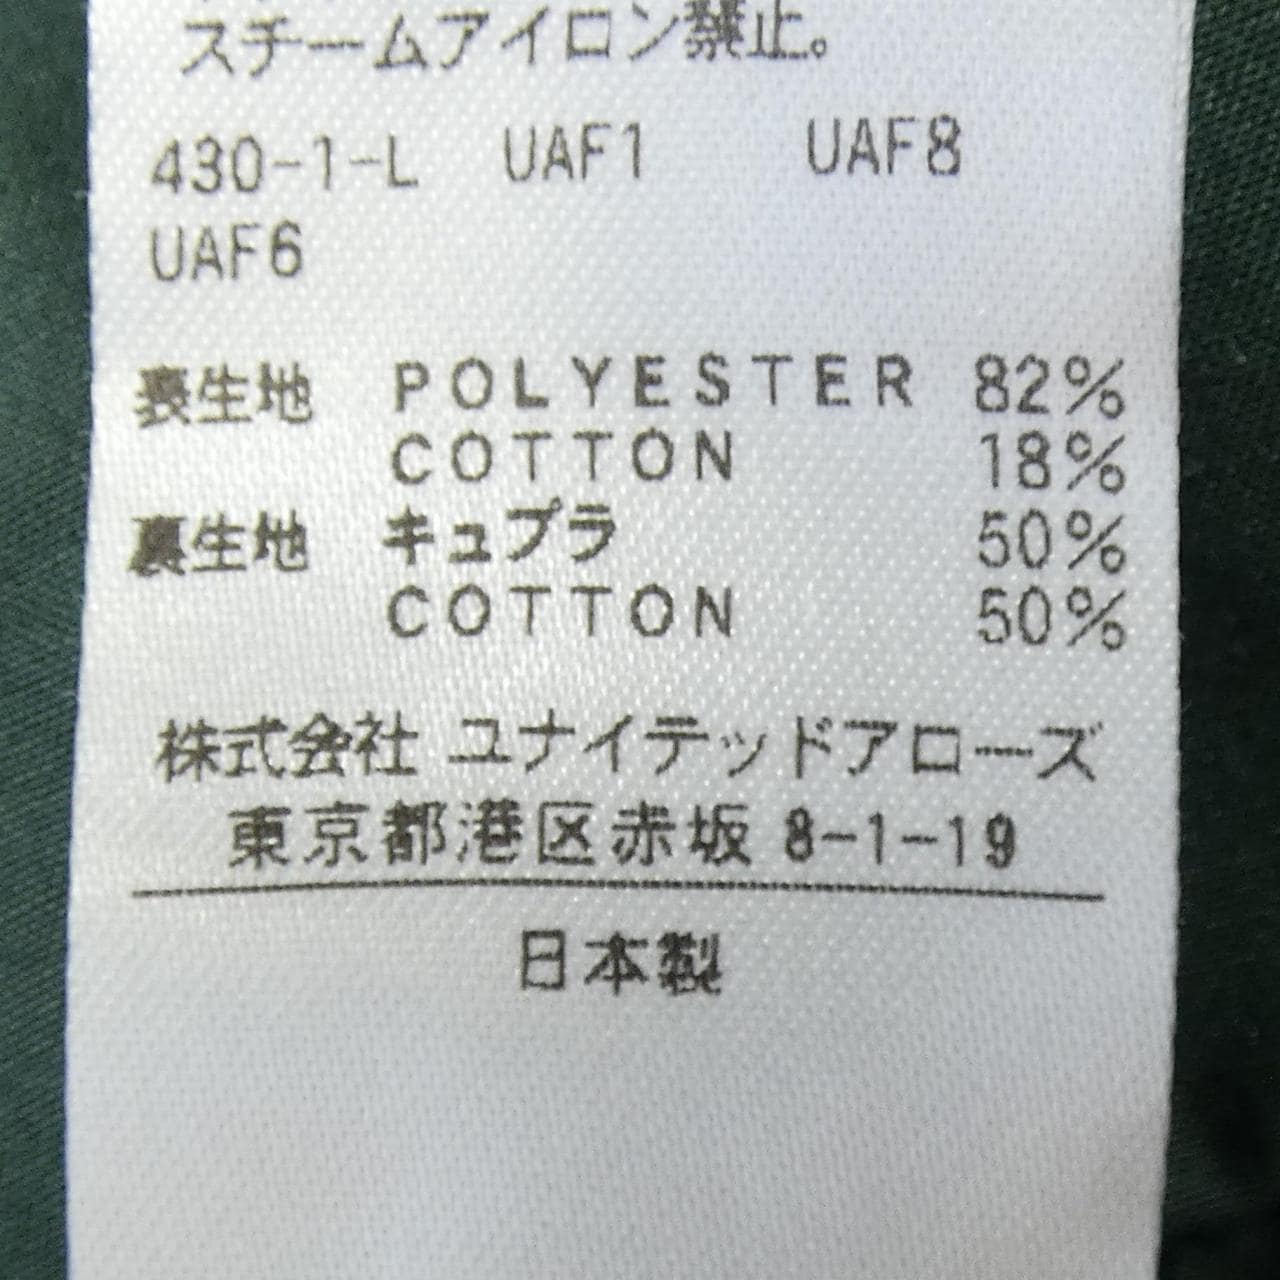 スチームアイロン禁止。
430-1-L UAF1 UAF8
UAF6
表生地 POLYESTER 82%
COTTON 18%
裏生地 キュプラ 50%
COTTON 50%
株式会社 ユナイテッドアローズ
東京都港区赤坂 8-1-19
日本製